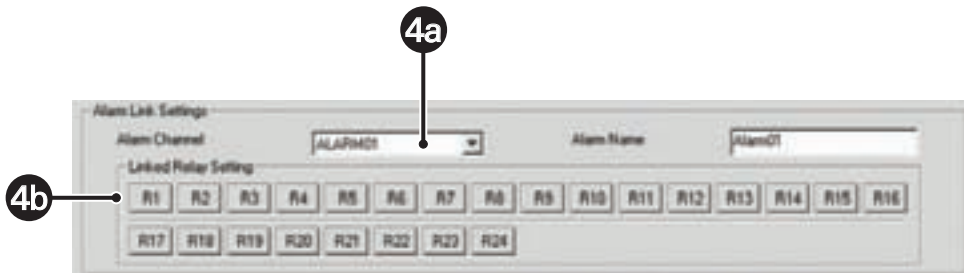 4a
Alarm Link Settings
Alarm Channel ALARM01 Alarm Name Alarm01
Linked Relay Setting
4b R1 R2 R3 R4 R5 R6 R7 R8 R9 R10 R11 R12 R13 R14 R15 R16
R17 R18 R19 R20 R21 R22 R23 R24